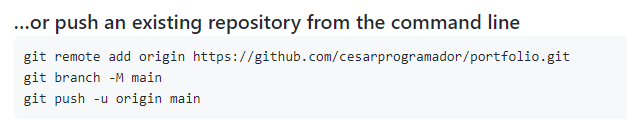 ...or push an existing repository from the command line
git remote add origin https://github.com/cesarprogramador/portfolio.git
git branch -M main
git push -u origin main